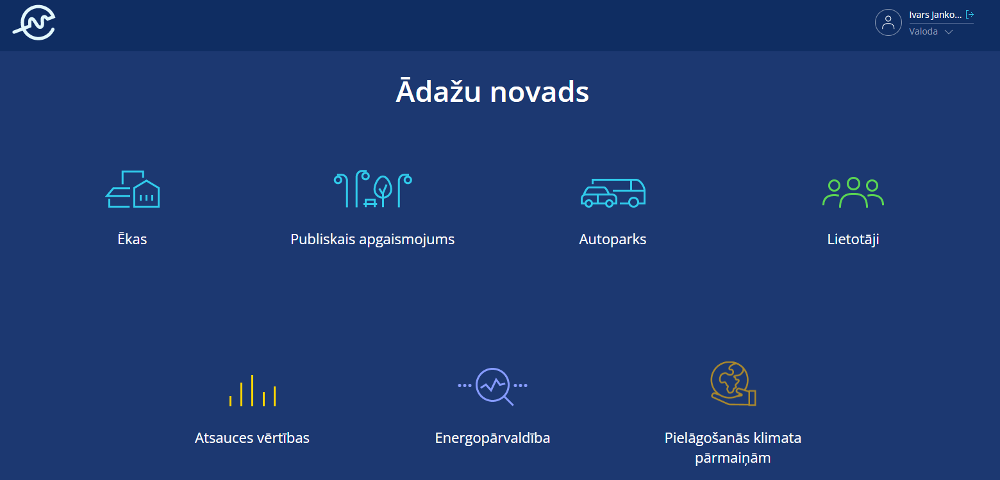 Ivars Janko...
Valoda
Ādažu novads
Ēkas
Publiskais apgaismojums
Autoparks
Lietotāji
Atsauces vērtības
Energopārvaldība
Pielāgošanās klimata
pārmaiņām